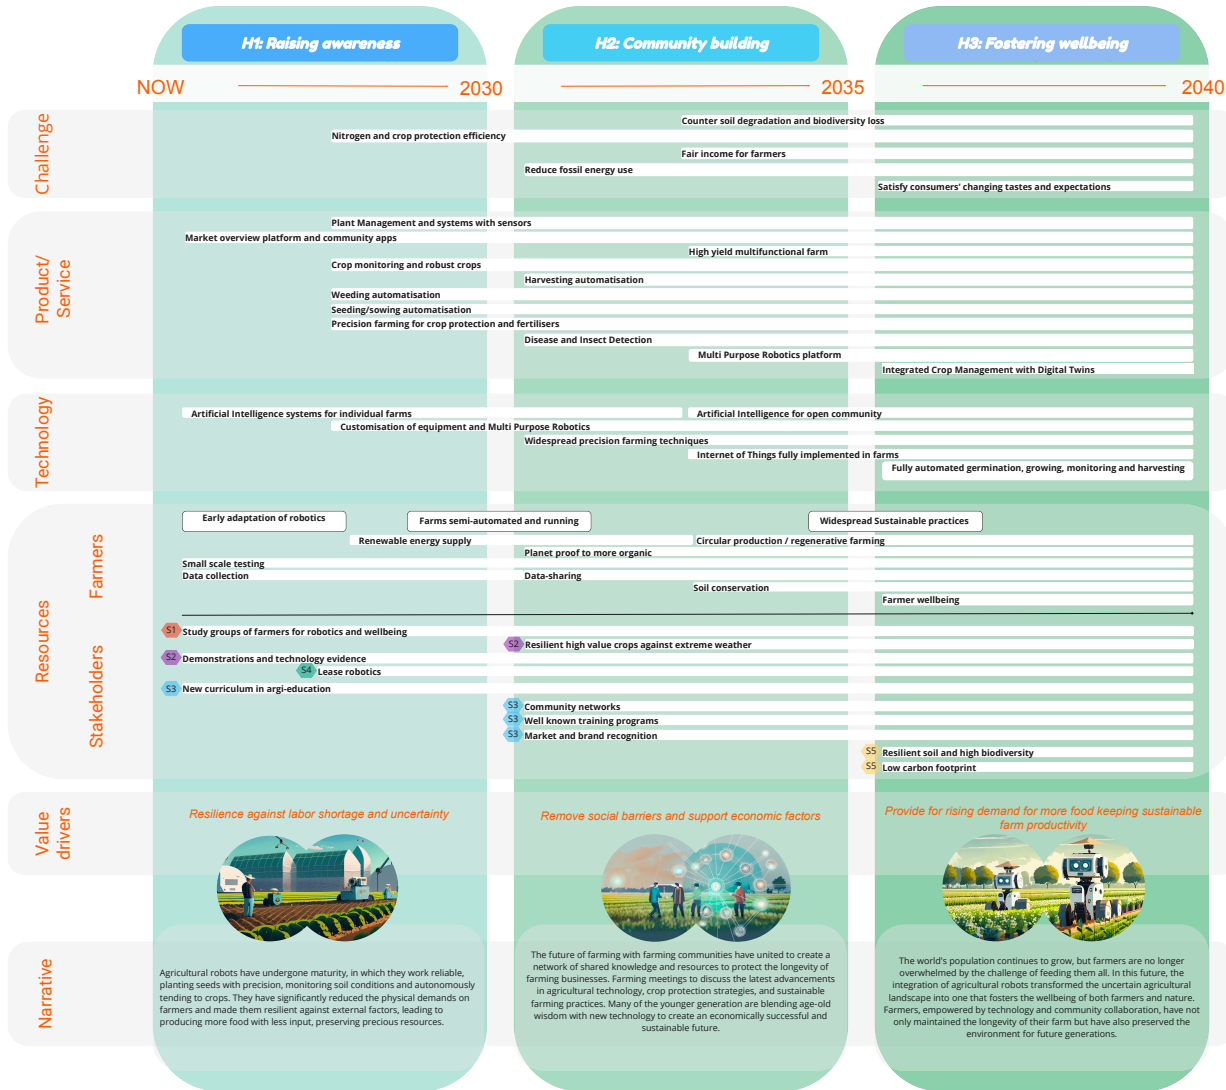 H1: Raising awareness
H2: Community building
H3: Fostering wellbeing
NOW
2030
2035
2040
Challenge
Counter soil degradation and biodiversity loss
Nitrogen and crop protection efficiency
Fair income for farmers
Reduce fossil energy use
Satisfy consumers' changing tastes and expectations
Product/
Service
Plant Management and systems with sensors
Market overview platform and community apps
High yield multifunctional farm
Crop monitoring and robust crops
Harvesting automatisation
Weeding automatisation
Seeding/sowing automatisation
Precision farming for crop protection and fertilisers
Disease and Insect Detection
Multi Purpose Robotics platform
Integrated Crop Management with Digital Twins
Technology
Artificial Intelligence systems for individual farms
Artificial Intelligence for open community
Customisation of equipment and Multi Purpose Robotics
Widespread precision farming techniques
Internet of Things fully implemented in farms
Fully automated germination, growing, monitoring and harvesting
Resources
Farmers
Early adaptation of robotics
Farms semi-automated and running
Widespread Sustainable practices
Renewable energy supply
Circular production / regenerative farming
Planet proof to more organic
Small scale testing
Data collection
Data-sharing
Soil conservation
Farmer wellbeing
Stakeholders
S1 Study groups of farmers for robotics and wellbeing
S2 Resilient high value crops against extreme weather
S2 Demonstrations and technology evidence
S4 Lease robotics
S3 New curriculum in argi-education
S3 Community networks
S3 Well known training programs
S3 Market and brand recognition
S5 Resilient soil and high biodiversity
S5 Low carbon footprint
Value
drivers
Resilience against labor shortage and uncertainty
Remove social barriers and support economic factors
Provide for rising demand for more food keeping sustainable
farm productivity
Narrative
Agricultural robots have undergone maturity, in which they work reliable,
planting seeds with precision, monitoring soil conditions and autonomously
tending to crops. They have significantly reduced the physical demands on
farmers and made them resilient against external factors, leading to
producing more food with less input, preserving precious resources.
The future of farming with farming communities have united to create a
network of shared knowledge and resources to protect the longevity of
farming businesses. Farming meetings to discuss the latest advancements
in agricultural technology, crop protection strategies, and sustainable
farming practices. Many of the younger generation are blending age-old
wisdom with new technology to create an economically successful and
sustainable future.
The world's population continues to grow, but farmers are no longer
overwhelmed by the challenge of feeding them all. In this future, the
integration of agricultural robots transformed the uncertain agricultural
landscape into one that fosters the wellbeing of both farmers and nature.
Farmers, empowered by technology and community collaboration, have not
only maintained the longevity of their farm but have also preserved the
environment for future generations.